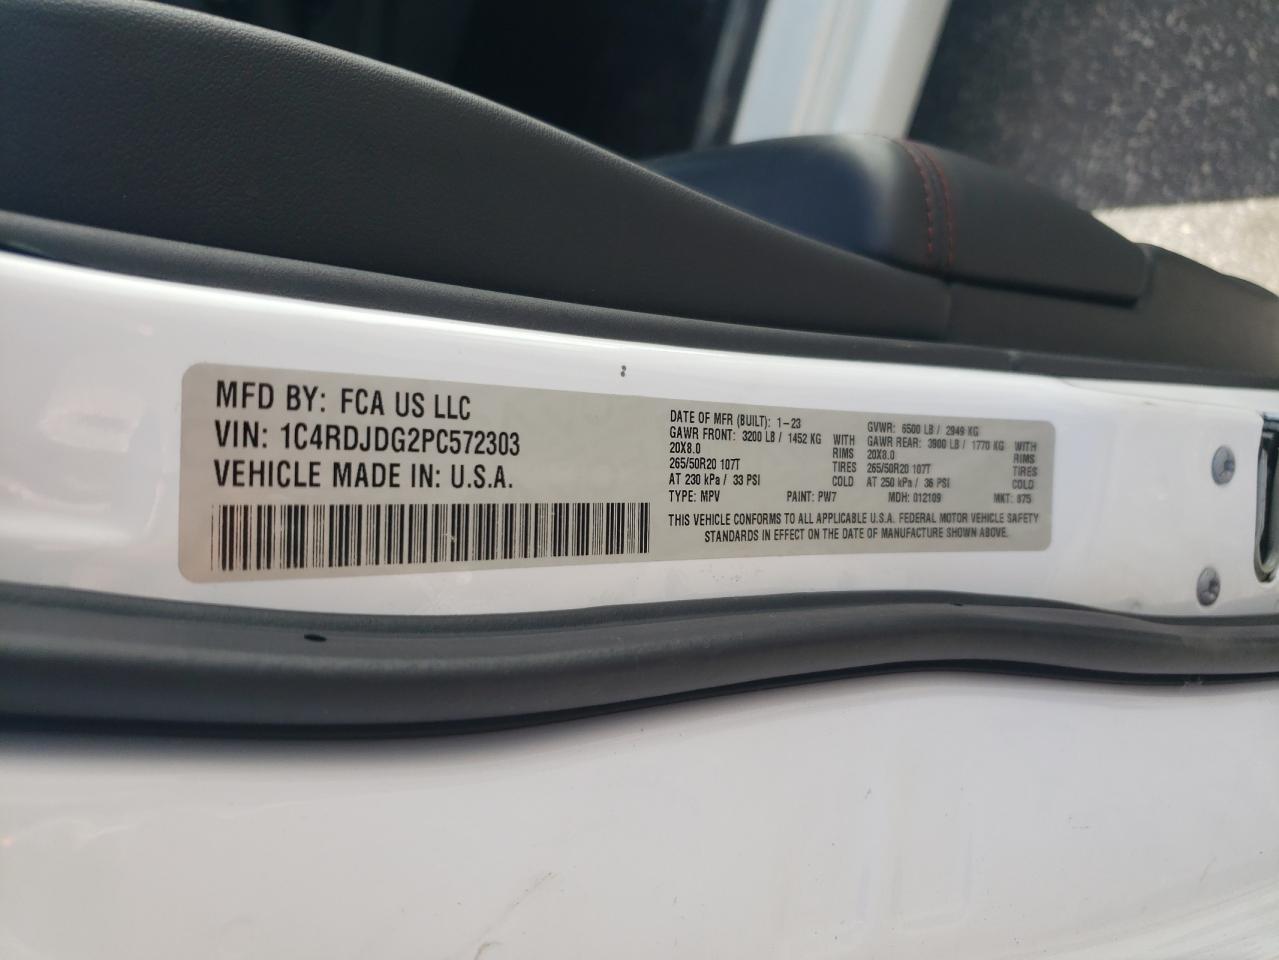 MFD BY: FCA US LLC
VIN: 1C4RDJDG2PC572303
VEHICLE MADE IN: U.S.A.
DATE OF MFR (BUILT): 1-23
GAWR FRONT: 3200 LB / 1452 KG WITH
20X8.0 RIMS
265/50R20 107T TIRES
AT 230 kPa / 33 PSI COLD
GVWR: 6500 LB / 2949 KG
GAWR REAR: 3900 LB / 1770 KG WITH
20X8.0 RIMS
265/50R20 107T TIRES
AT 250 kPa / 36 PSI COLD
TYPE: MPV PAINT: PW7 MDH: 012109 MKT: 875
THIS VEHICLE CONFORMS TO ALL APPLICABLE U.S.A. FEDERAL MOTOR VEHICLE SAFETY
STANDARDS IN EFFECT ON THE DATE OF MANUFACTURE SHOWN ABOVE.